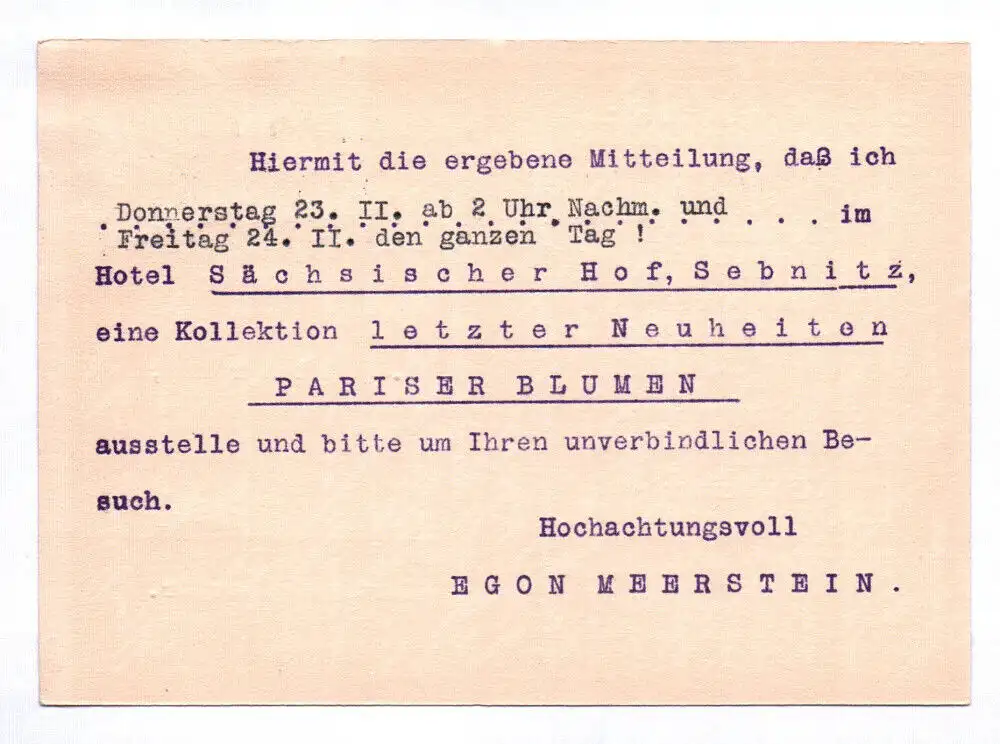 Hiermit die ergebene Mitteilung, daß ich
Donnerstag 23. II. ab 2 Uhr Nachm. und . . . im
Freitag 24. II. den ganzen Tag !
Hotel Sächsischer Hof, Sebnitz,
eine Kollektion letzter Neuheiten
PARISER BLUMEN
ausstelle und bitte um Ihren unverbindlichen Be-
such.
Hochachtungsvoll
EGON MEERSTEIN.